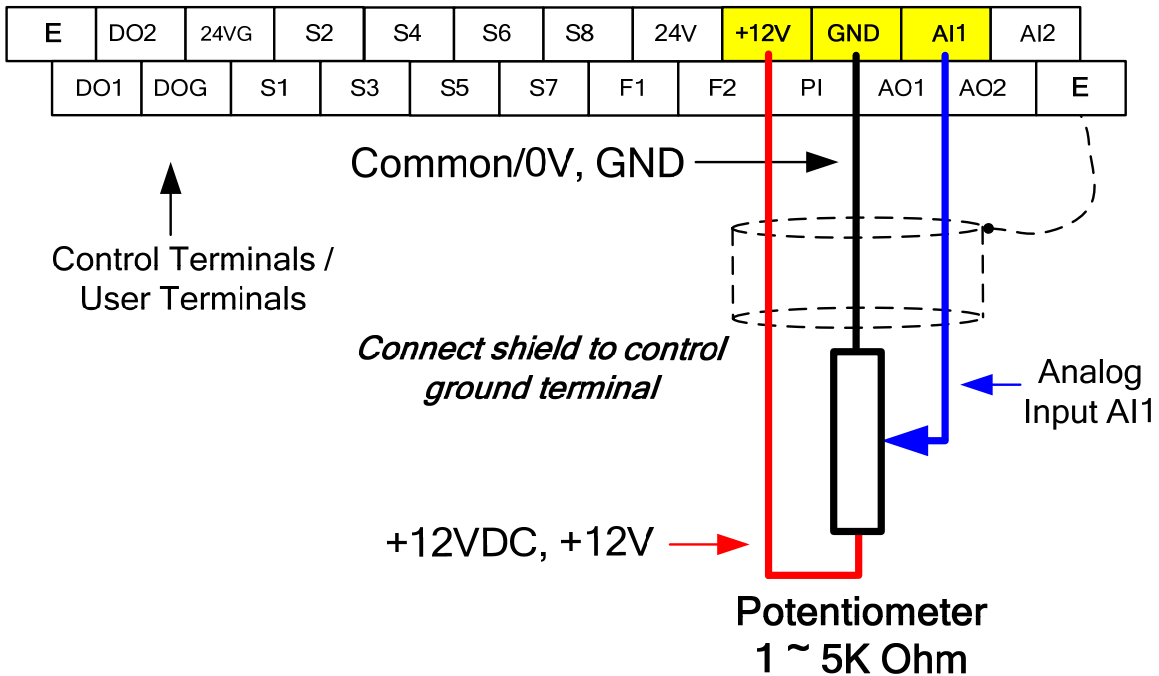 E DO2 24VG S2 S4 S6 S8 24V +12V GND AI1 AI2
DO1 DOG S1 S3 S5 S7 F1 F2 PI AO1 AO2 E
Common/0V, GND
Control Terminals /
User Terminals
Connect shield to control
ground terminal
Analog
Input AI1
+12VDC, +12V
Potentiometer
1 ~ 5K Ohm